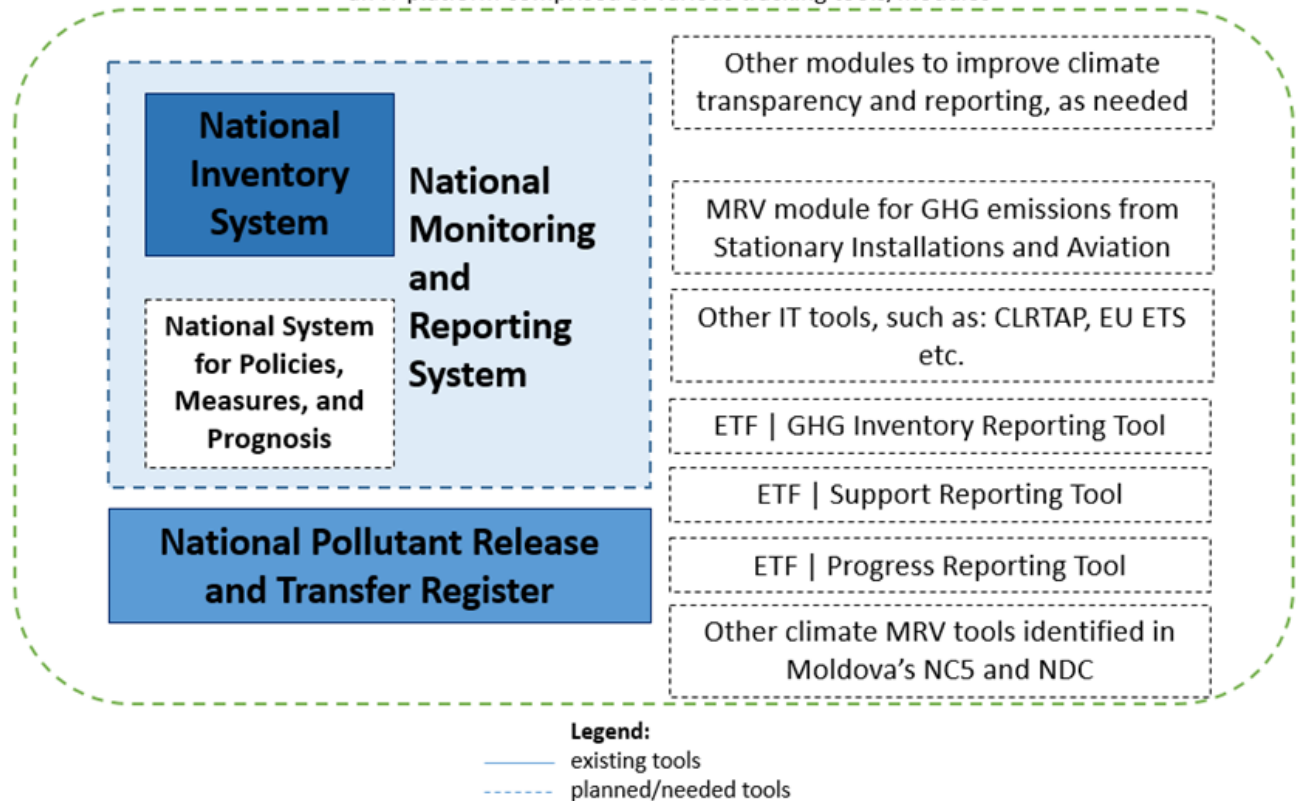 National
Inventory
System
National
Monitoring
and
Reporting
System
National System
for Policies,
Measures, and
Prognosis
National Pollutant Release
and Transfer Register
Other modules to improve climate
transparency and reporting, as needed
MRV module for GHG emissions from
Stationary Installations and Aviation
Other IT tools, such as: CLRTAP, EU ETS
etc.
ETF | GHG Inventory Reporting Tool
ETF | Support Reporting Tool
ETF | Progress Reporting Tool
Other climate MRV tools identified in
Moldova’s NC5 and NDC
Legend:
existing tools
planned/needed tools